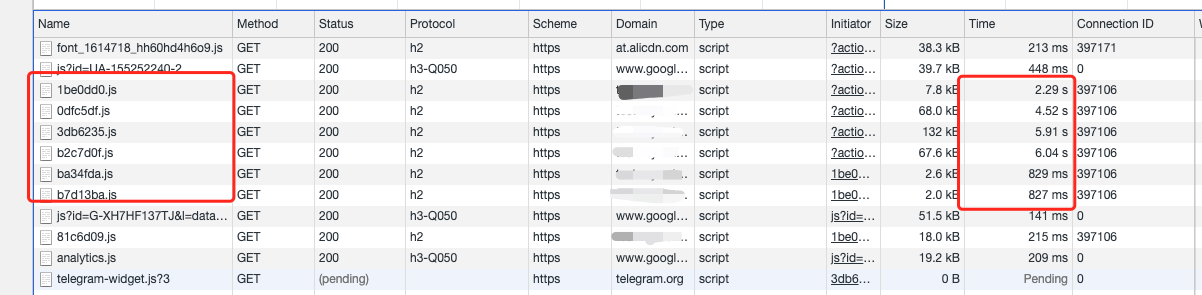 Name Method Status Protocol Scheme Domain Type Initiator Size Time Connection ID
font_1614718_hh60hd4h6o9.js GET 200 h2 https at.alicdn.com script ?actio... 38.3 kB 213 ms 397171
js?id=UA-155252240-2 GET 200 h3-Q050 https www.googl... script ?actio... 39.7 kB 448 ms 0
1be0dd0.js GET 200 h2 https script ?actio... 7.8 kB 2.29 s 397106
0dfc5df.js GET 200 h2 https script ?actio... 68.0 kB 4.52 s 397106
3db6235.js GET 200 h2 https script ?actio... 132 kB 5.91 s 397106
b2c7d0f.js GET 200 h2 https script ?actio... 67.6 kB 6.04 s 397106
ba34fda.js GET 200 h2 https script 1be0... 2.6 kB 829 ms 397106
b7d13ba.js GET 200 h2 https script 1be0... 2.0 kB 827 ms 397106
js?id=G-XH7HF137TJ&l=data... GET 200 h3-Q050 https www.googl... script js?id=... 51.5 kB 141 ms 0
81c6d09.js GET 200 h2 https script 1be0... 18.0 kB 215 ms 397106
analytics.js GET 200 h3-Q050 https www.googl... script js?id=... 19.2 kB 209 ms 0
telegram-widget.js?3 GET (pending) https telegram.org script 3db6... 0 B Pending 0